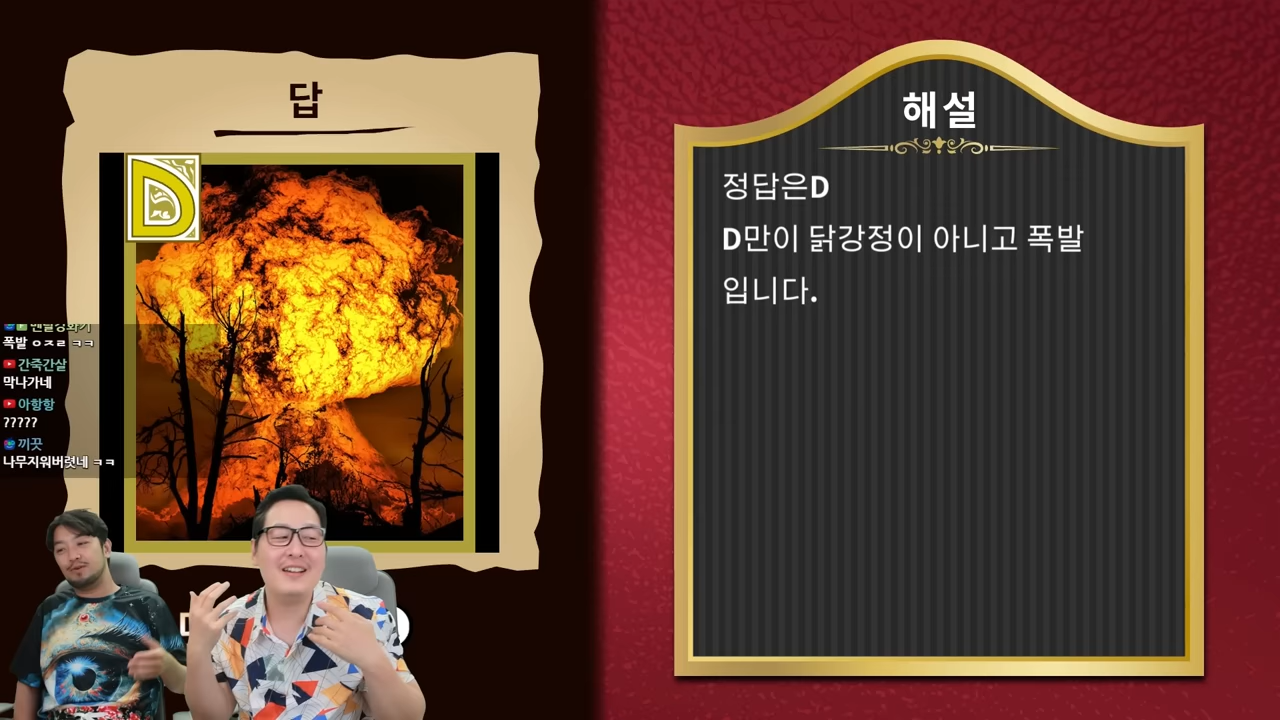 답
D
폭발 ㅇㅈㄹ ㅋㅋ
간죽간살
막나가네
아항항
?????
끼끗
나무지워버렷네 ㅋㅋ
해설
정답은D
D만이 닭강정이 아니고 폭발
입니다.